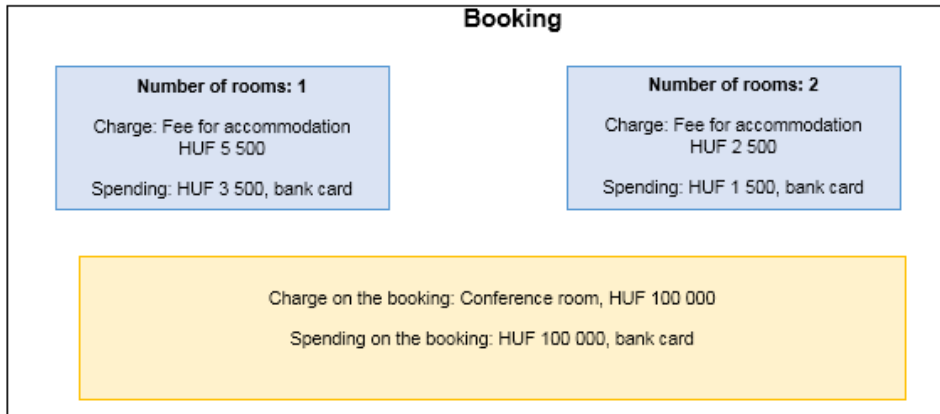 Booking
Number of rooms: 1
Charge: Fee for accommodation
HUF 5 500
Spending: HUF 3 500, bank card
Number of rooms: 2
Charge: Fee for accommodation
HUF 2 500
Spending: HUF 1 500, bank card
Charge on the booking: Conference room, HUF 100 000
Spending on the booking: HUF 100 000, bank card